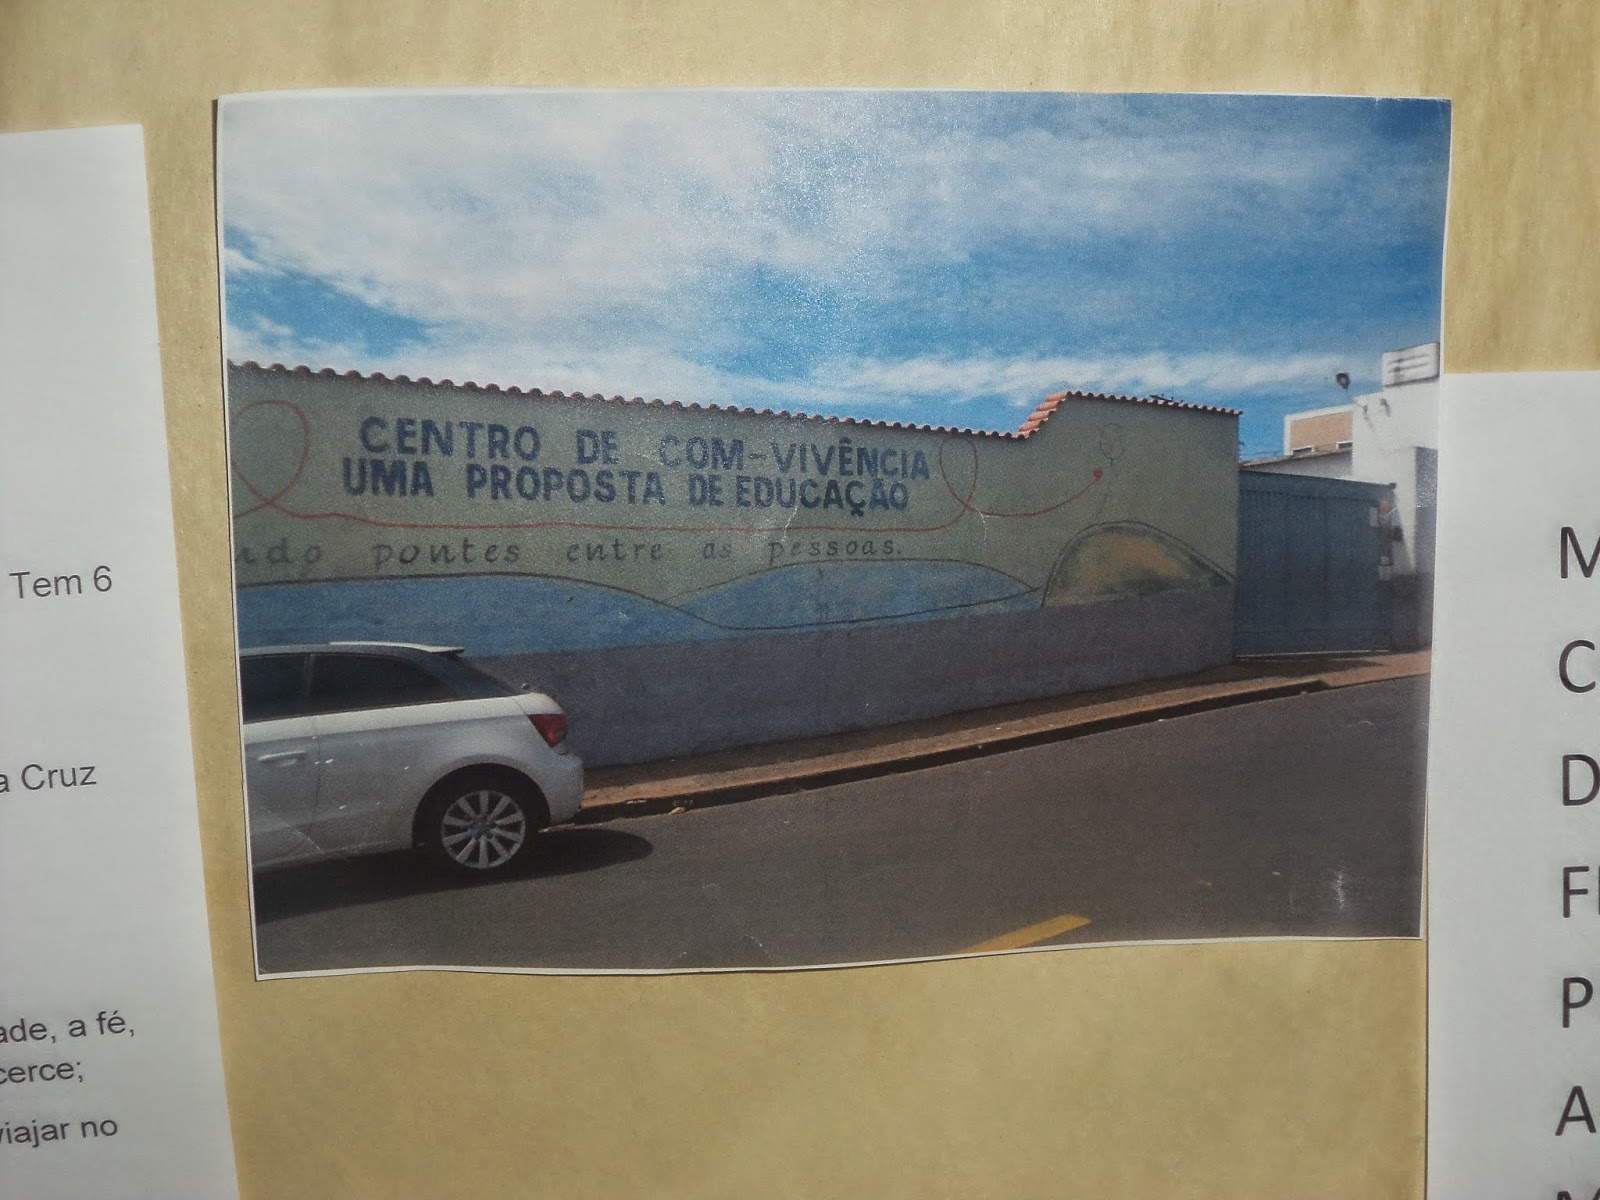 Tem 6
a Cruz
ade, a fé,
cerce;
viajar no
CENTRO DE COM-VIVÊNCIA
UMA PROPOSTA DE EDUCAÇÃO
ndo pontes entre as pessoas.
M
C
D
F
P
A